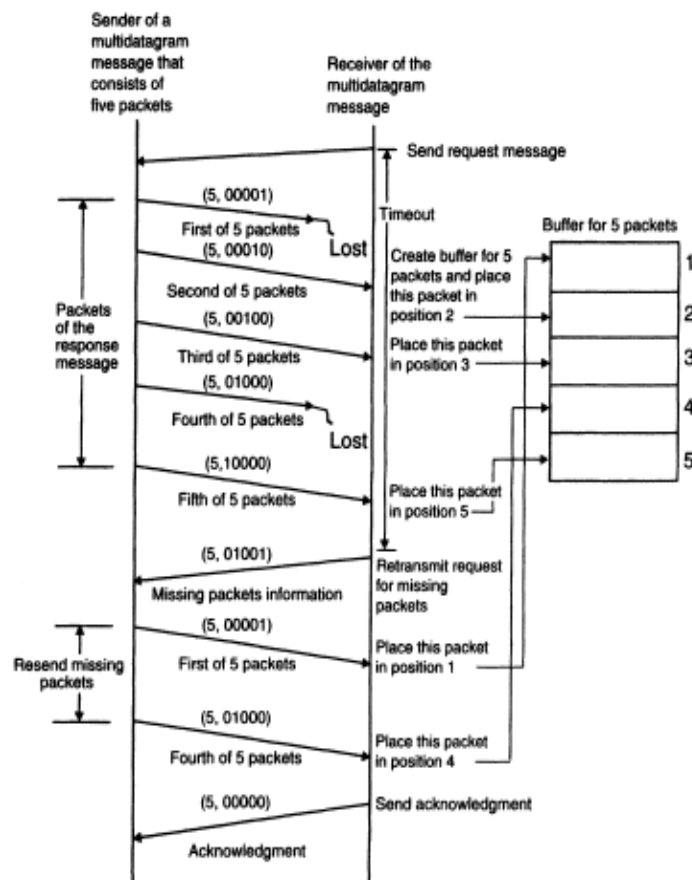 Sender of a
multidatagram
message that
consists of
five packets
Receiver of the
multidatagram
message
Send request message
(5, 00001)
First of 5 packets
Lost
Timeout
Buffer for 5 packets
(5, 00010)
Second of 5 packets
Create buffer for 5
packets and place
this packet in
position 2
1
2
Packets
of the
response
message
(5, 00100)
Third of 5 packets
Place this packet
in position 3
3
(5, 01000)
Fourth of 5 packets
Lost
4
(5,10000)
Fifth of 5 packets
Place this packet
in position 5
5
(5, 01001)
Missing packets information
Retransmit request
for missing
packets
Resend missing
packets
(5, 00001)
First of 5 packets
Place this packet
in position 1
(5, 01000)
Fourth of 5 packets
Place this packet
in position 4
(5, 00000)
Acknowledgment
Send acknowledgment